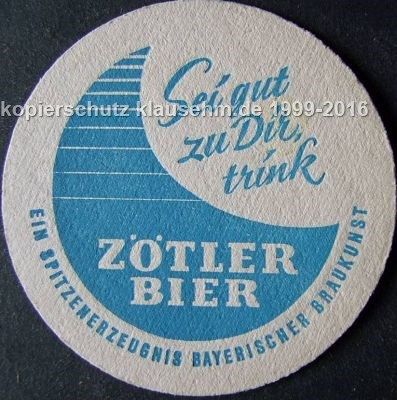 Sei gut
zu Dir,
trink
kopierschutz klausehm.de 1999-2016
ZÖTLER
BIER
EIN SPITZENERZEUGNIS BAYERISCHER BRAUKUNST